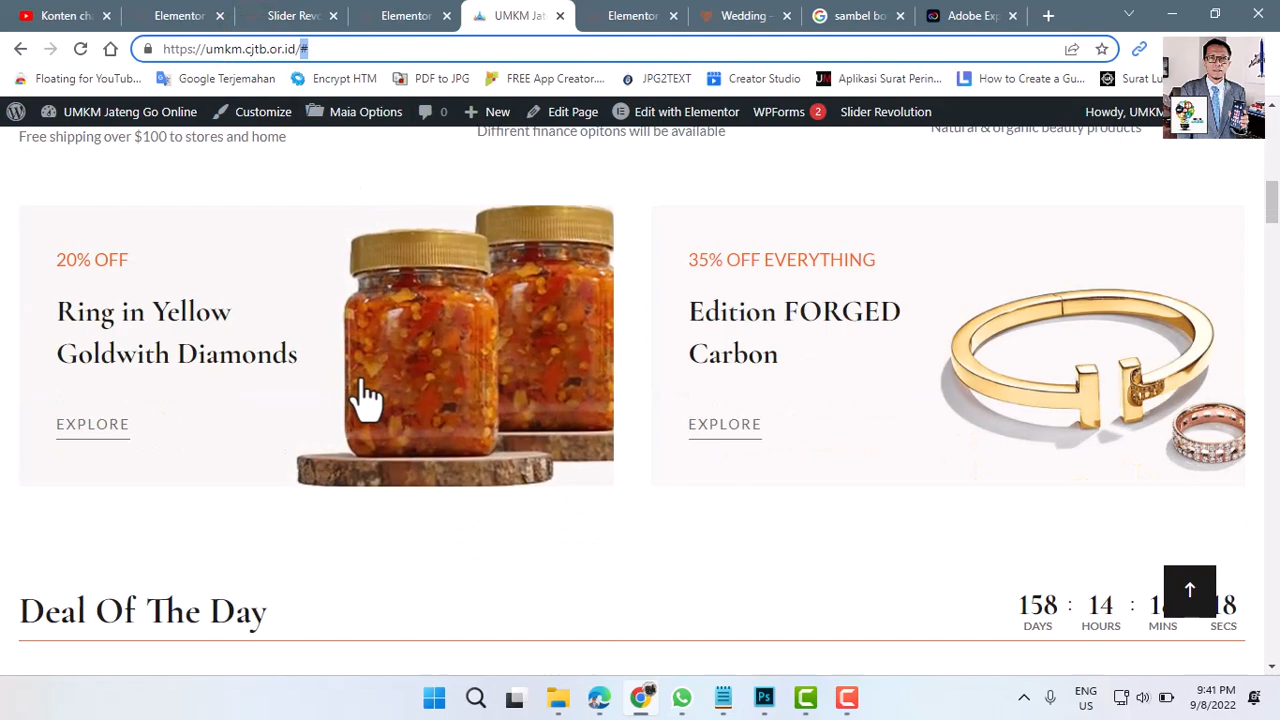 Konten ch
Elementor
Slider Revo
Elementor
UMKM Jat
Elementor
Wedding –
sambel bo
Adobe Exp
https://umkm.cjtb.or.id/#
Floating for YouTub...
Google Terjemahan
Encrypt HTM
PDF to JPG
FREE App Creator....
JPG2TEXT
Creator Studio
Aplikasi Surat Perin...
How to Create a Gu...
Surat Lu
UMKM Jateng Go Online
Customize
Maia Options
0
New
Edit Page
Edit with Elementor
WPForms 2
Slider Revolution
Howdy, UMKM
Free shipping over $100 to stores and home
Diffrent finance opitons will be available
Natural & organic beauty products
20% OFF
Ring in Yellow
Goldwith Diamonds
EXPLORE
35% OFF EVERYTHING
Edition FORGED
Carbon
EXPLORE
Deal Of The Day
158 : 14 :
18
DAYS
HOURS
MINS
SECS
ENG
US
9:41 PM
9/8/2022